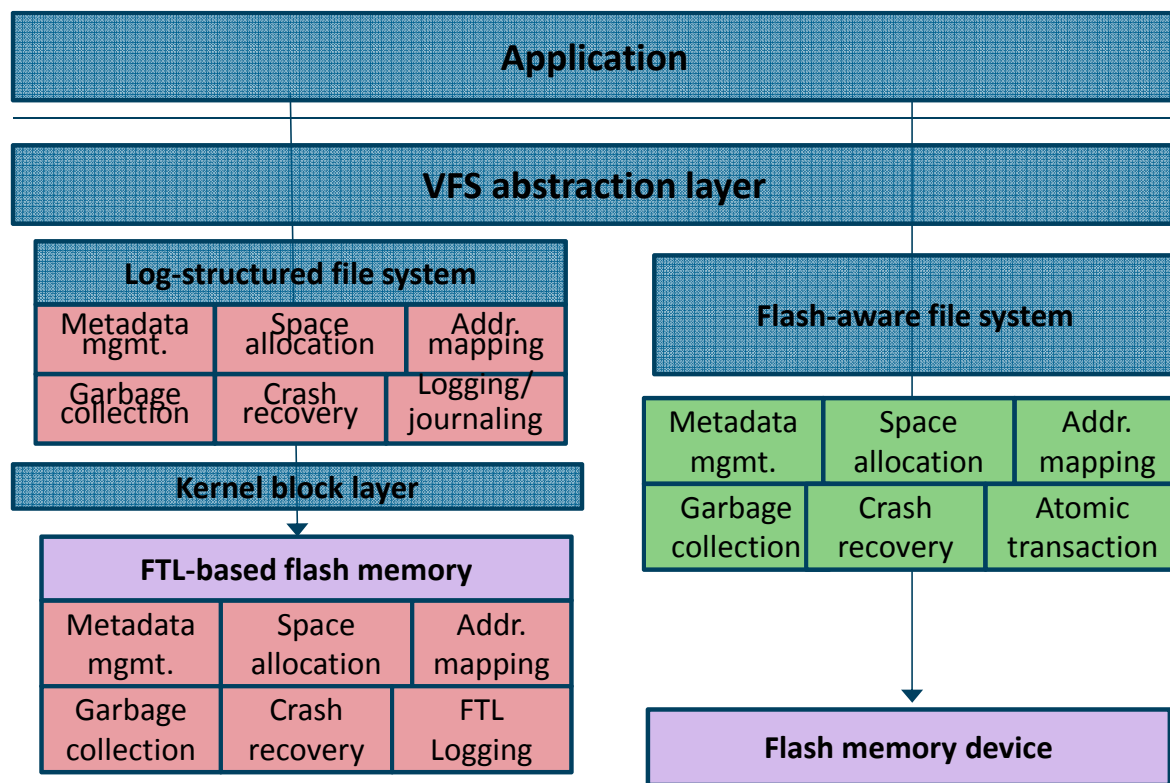 Application
VFS abstraction layer
Log-structured file system
Metadata
mgmt.
Space
allocation
Addr.
mapping
Garbage
collection
Crash
recovery
Logging/
journaling
Kernel block layer
FTL-based flash memory
Metadata
mgmt.
Space
allocation
Addr.
mapping
Garbage
collection
Crash
recovery
FTL
Logging
Flash-aware file system
Metadata
mgmt.
Space
allocation
Addr.
mapping
Garbage
collection
Crash
recovery
Atomic
transaction
Flash memory device